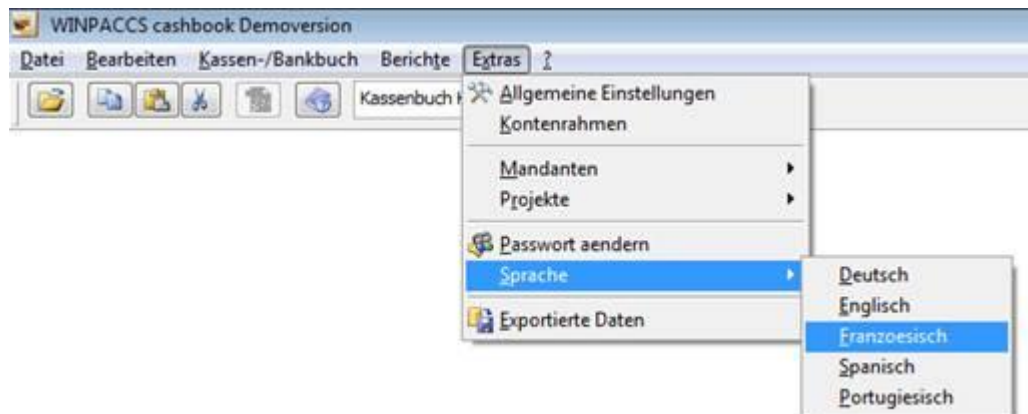 WINPACCS cashbook Demoversion
Datei Bearbeiten Kassen-/Bankbuch Berichte Extras ?
Kassenbuch
Allgemeine Einstellungen
Kontenrahmen
Mandanten
Projekte
Passwort aendern
Sprache
Exportierte Daten
Deutsch
Englisch
Franzoesisch
Spanisch
Portugiesisch